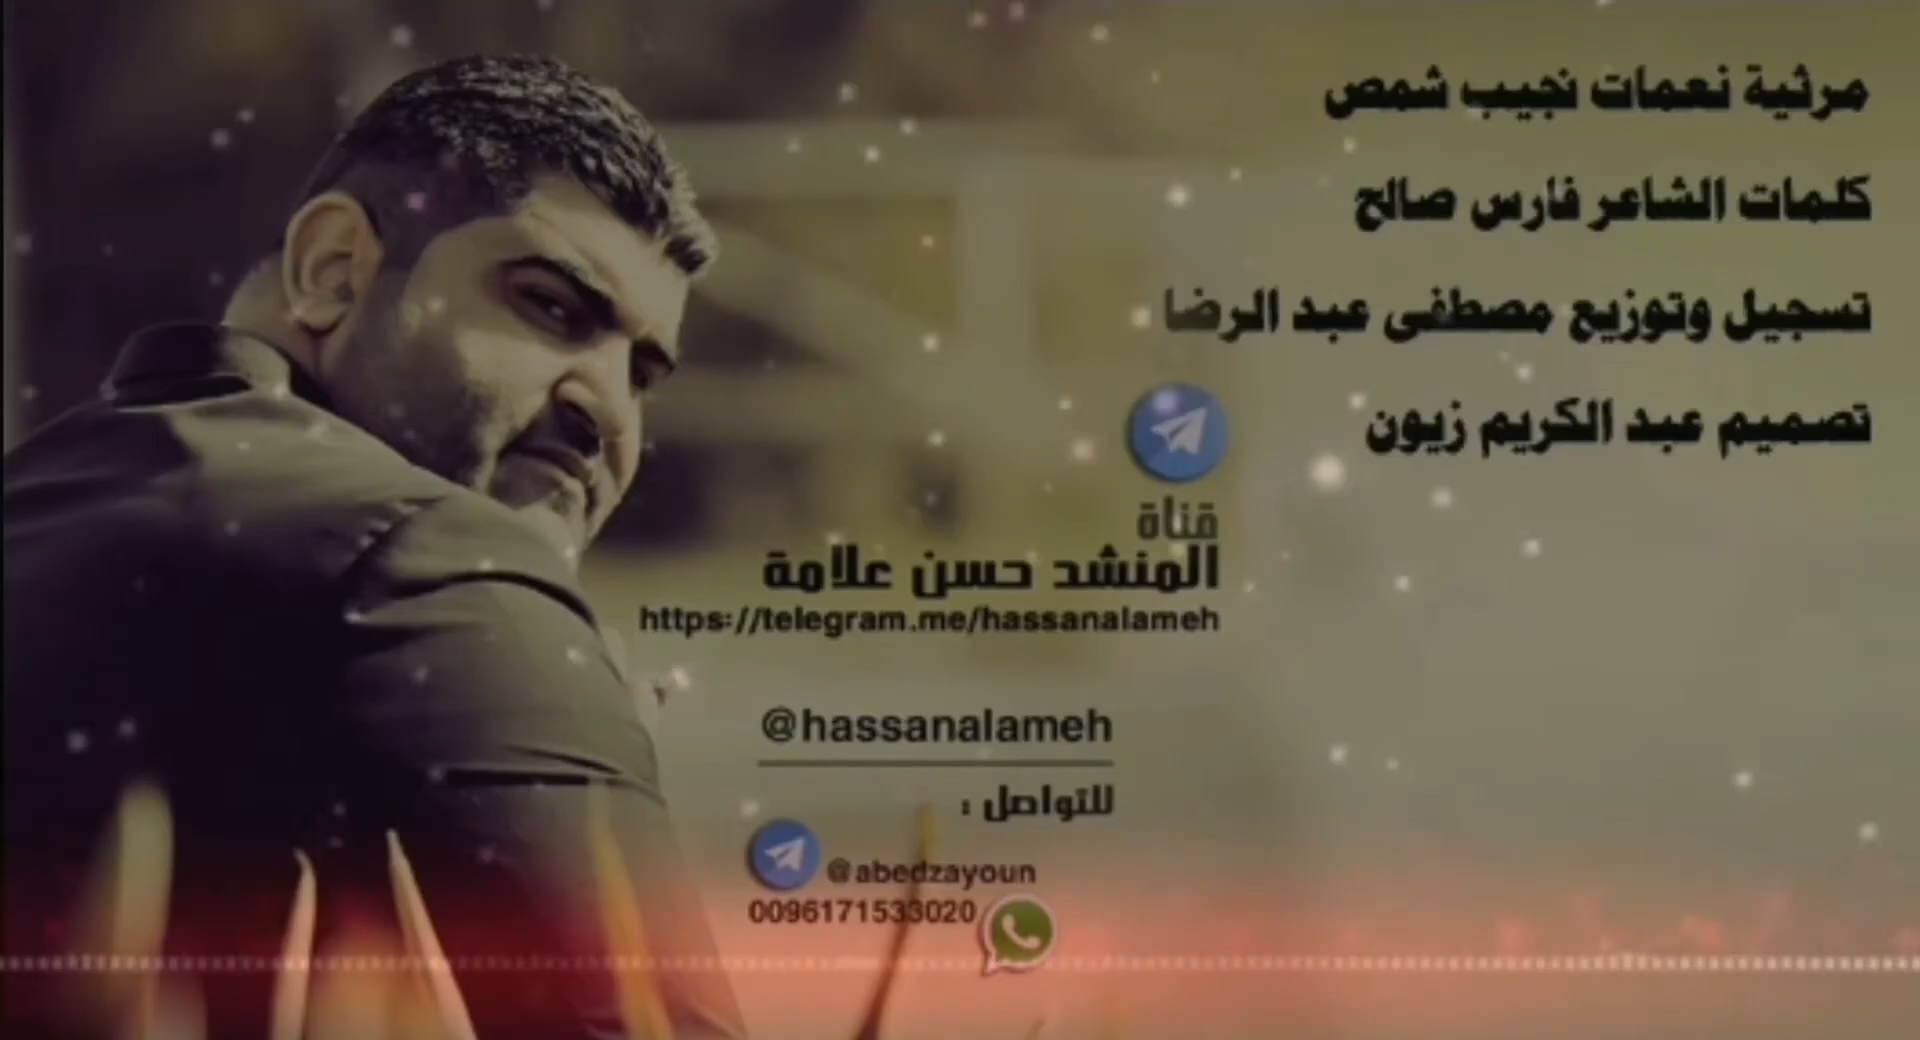 مرثية نعمات نجيب شمص
كلمات الشاعر فارس صالح
تسجيل وتوزيع مصطفى عبد الرضا
تصميم عبد الكريم زيون
قناة
المنشد حسن علامة
https://telegram.me/hassanalameh
@hassanalameh
للتواصل :
@abedzayoun
0096171533020